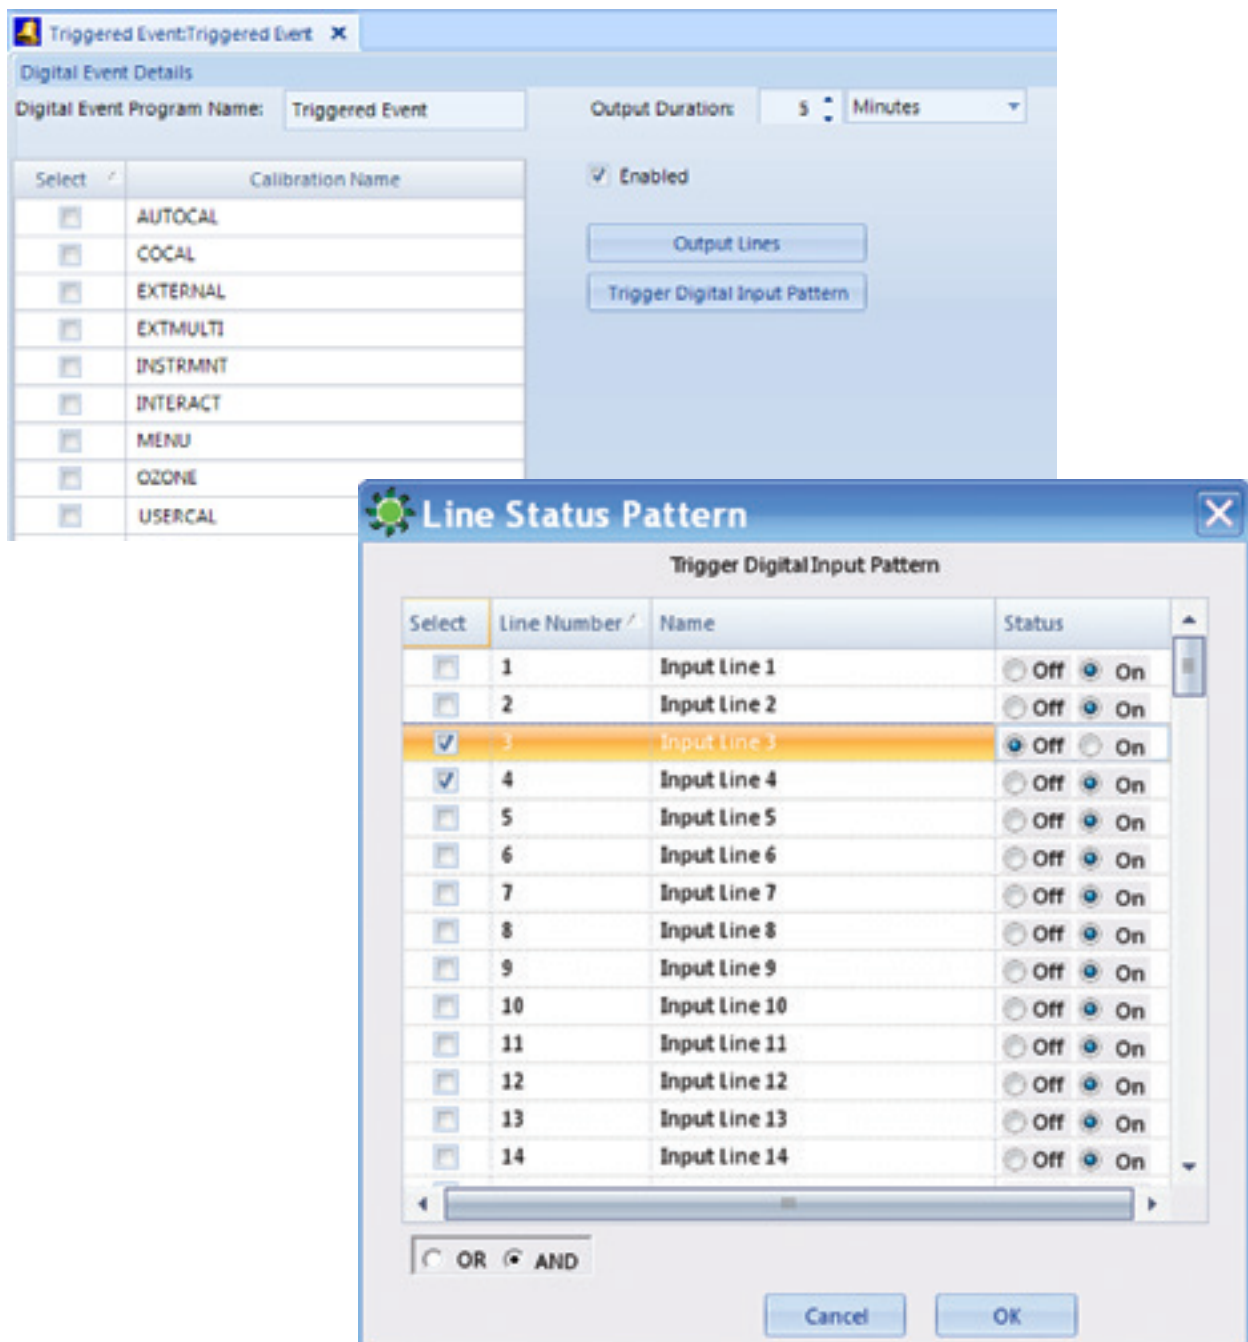 Triggered Event:Triggered Event
Digital Event Details
Digital Event Program Name: Triggered Event Output Duration: 5 Minutes
Select Calibration Name
Enabled
AUTOCAL
COCAL
Output Lines
EXTERNAL
Trigger Digital Input Pattern
EXTMULTI
INSTRMNT
INTERACT
MENU
OZONE
USERCAL
Line Status Pattern
Trigger Digital Input Pattern
Select Line Number Name Status
1 Input Line 1 Off On
2 Input Line 2 Off On
3 Input Line 3 Off On
4 Input Line 4 Off On
5 Input Line 5 Off On
6 Input Line 6 Off On
7 Input Line 7 Off On
8 Input Line 8 Off On
9 Input Line 9 Off On
10 Input Line 10 Off On
11 Input Line 11 Off On
12 Input Line 12 Off On
13 Input Line 13 Off On
14 Input Line 14 Off On
OR AND
Cancel OK